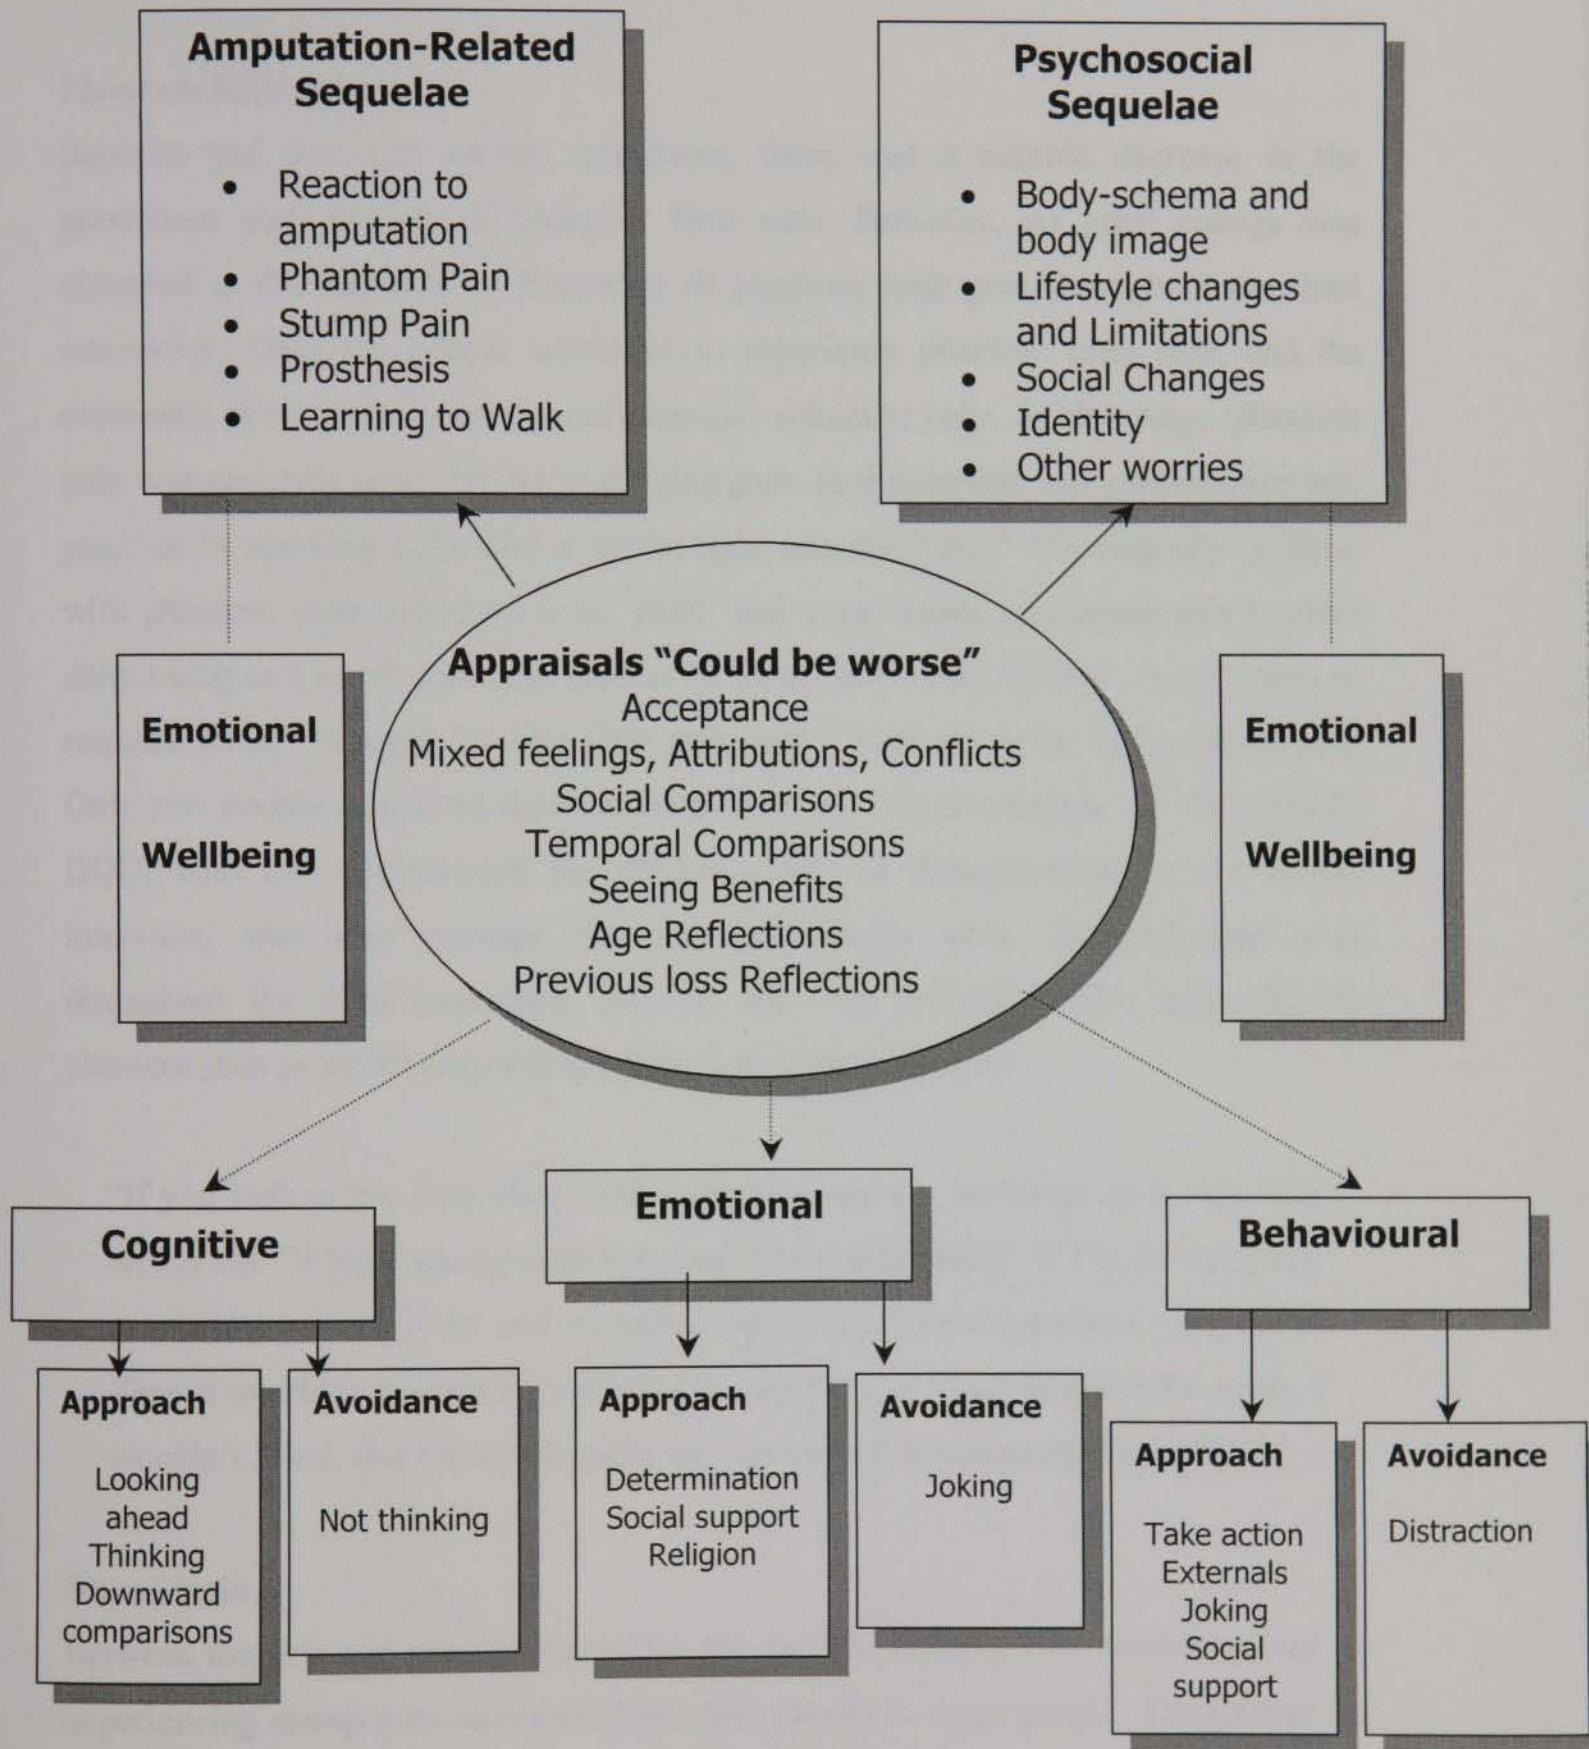 Amputation-Related
Sequelae
• Reaction to
amputation
• Phantom Pain
• Stump Pain
• Prosthesis
• Learning to Walk
Psychosocial
Sequelae
• Body-schema and
body image
• Lifestyle changes
and Limitations
• Social Changes
• Identity
• Other worries
Emotional
Wellbeing
Appraisals “Could be worse”
Acceptance
Mixed feelings, Attributions, Conflicts
Social Comparisons
Temporal Comparisons
Seeing Benefits
Age Reflections
Previous loss Reflections
Emotional
Wellbeing
Cognitive
Approach
Looking
ahead
Thinking
Downward
comparisons
Avoidance
Not thinking
Emotional
Approach
Determination
Social support
Religion
Avoidance
Joking
Behavioural
Approach
Take action
Externals
Joking
Social
support
Avoidance
Distraction